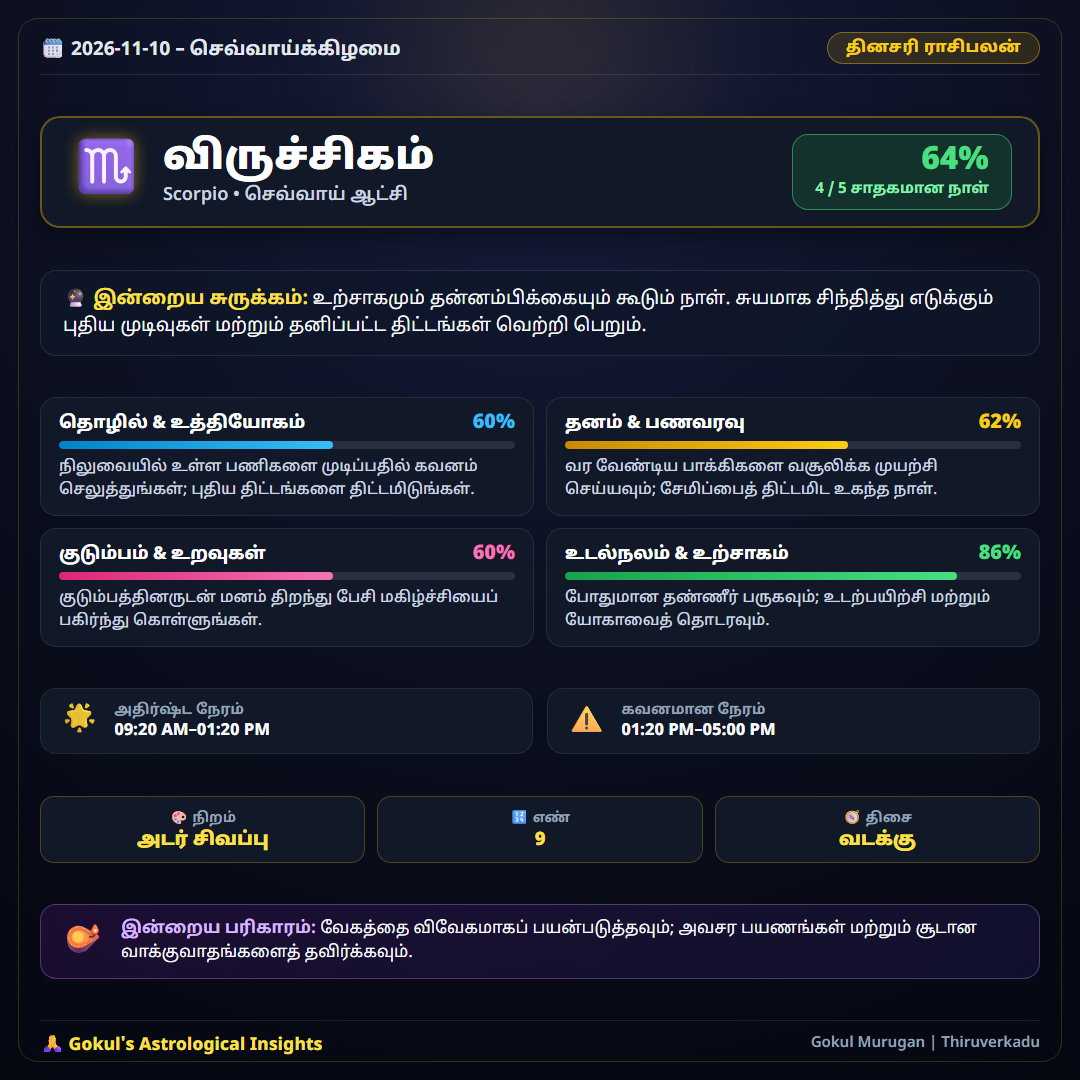 2026-11-10 – செவ்வாய்க்கிழமை
தினசரி ராசிபலன்
விருச்சிகம்
Scorpio • செவ்வாய் ஆட்சி
64%
4 / 5 சாதகமான நாள்
இன்றைய சுருக்கம்: உற்சாகமும் தன்னம்பிக்கையும் கூடும் நாள். சுயமாக சிந்தித்து எடுக்கும்
புதிய முடிவுகள் மற்றும் தனிப்பட்ட திட்டங்கள் வெற்றி பெறும்.
தொழில் & உத்தியோகம்
60%
நிலுவையில் உள்ள பணிகளை முடிப்பதில் கவனம்
செலுத்துங்கள்; புதிய திட்டங்களை திட்டமிடுங்கள்.
தனம் & பணவரவு
62%
வர வேண்டிய பாக்கிகளை வசூலிக்க முயற்சி
செய்யவும்; சேமிப்பைத் திட்டமிட உகந்த நாள்.
குடும்பம் & உறவுகள்
60%
குடும்பத்தினருடன் மனம் திறந்து பேசி மகிழ்ச்சியைப்
பகிர்ந்து கொள்ளுங்கள்.
உடல்நலம் & உற்சாகம்
86%
போதுமான தண்ணீர் பருகவும்; உடற்பயிற்சி மற்றும்
யோகாவைத் தொடரவும்.
அதிர்ஷ்ட நேரம்
09:20 AM–01:20 PM
கவனமான நேரம்
01:20 PM–05:00 PM
நிறம்
அடர் சிவப்பு
எண்
9
திசை
வடக்கு
இன்றைய பரிகாரம்: வேகத்தை விவேகமாகப் பயன்படுத்தவும்; அவசர பயணங்கள் மற்றும் சூடான
வாக்குவாதங்களைத் தவிர்க்கவும்.
Gokul's Astrological Insights
Gokul Murugan | Thiruverkadu